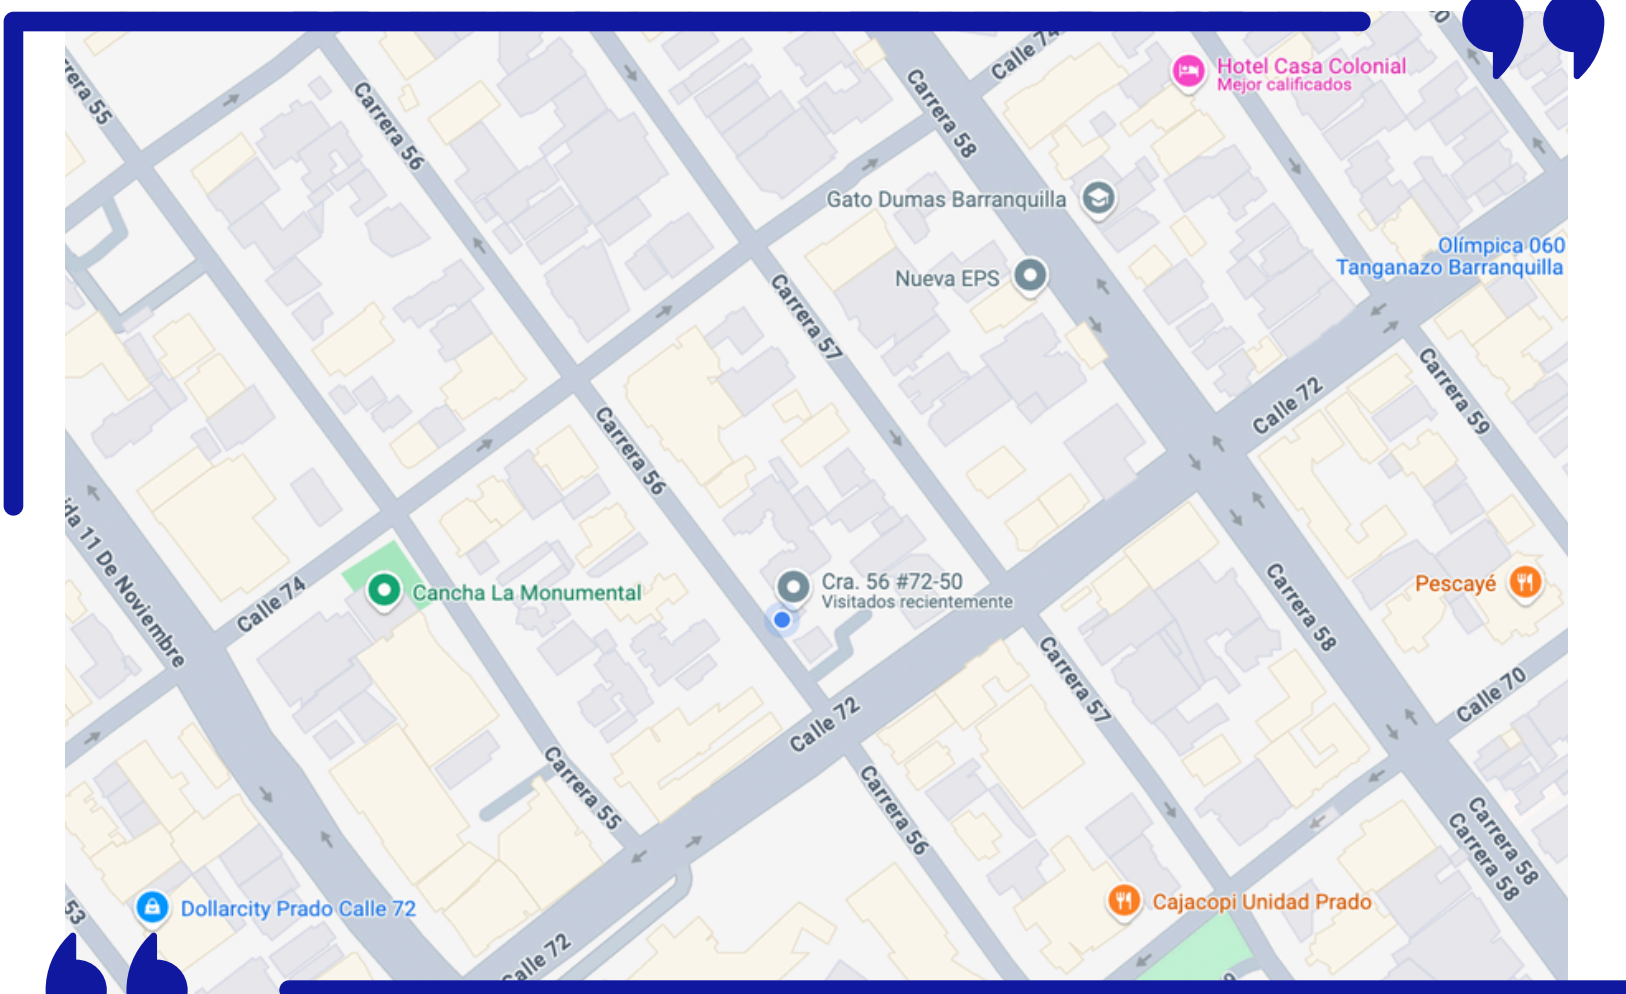 rrera 55
Carrera 56
Carrera 58
Calle 74
Hotel Casa Colonial
Mejor calificados
Gato Dumas Barranquilla
Nueva EPS
Olímpica 060
Tanganazo Barranquilla
Carrera 57
Calle 72
Carrera 59
Carrera 56
ida 11 De Noviembre
Calle 74
Cancha La Monumental
Cra. 56 #72-50
Visitados recientemente
Carrera 58
Pescayé
Carrera 57
Calle 70
Calle 72
Carrera 55
Carrera 56
Carrera 58
Carrera 58
53
Dollarcity Prado Calle 72
Cajacopi Unidad Prado
Calle 72